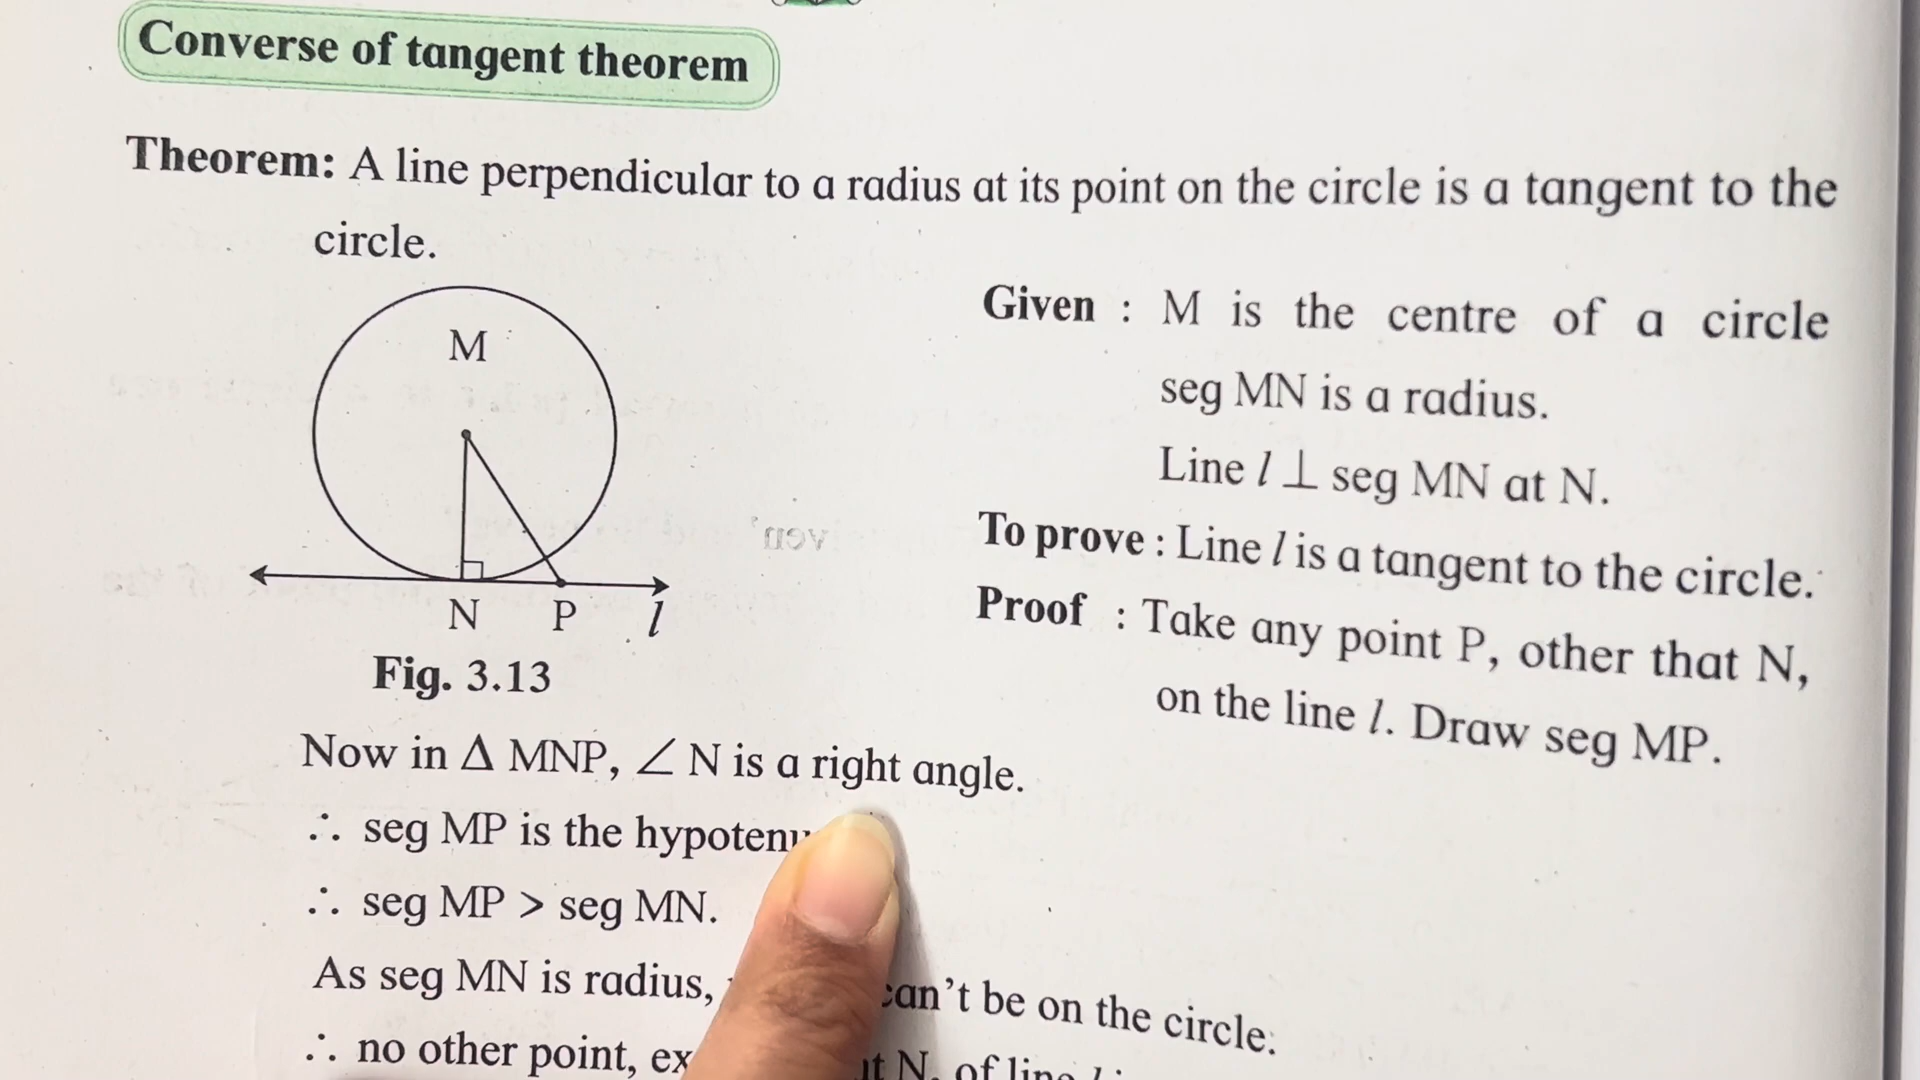 Converse of tangent theorem
Theorem: A line perpendicular to a radius at its point on the circle is a tangent to the
circle.
M
N P l
Fig. 3.13
Given : M is the centre of a circle
seg MN is a radius.
Line l ⊥ seg MN at N.
To prove : Line l is a tangent to the circle.
Proof : Take any point P, other that N,
on the line l. Draw seg MP.
Now in Δ MNP, ∠ N is a right angle.
∴ seg MP is the
∴ seg MP > seg MN.
As seg MN is radius, can't be on the circle.
∴ no other point, N, of line l